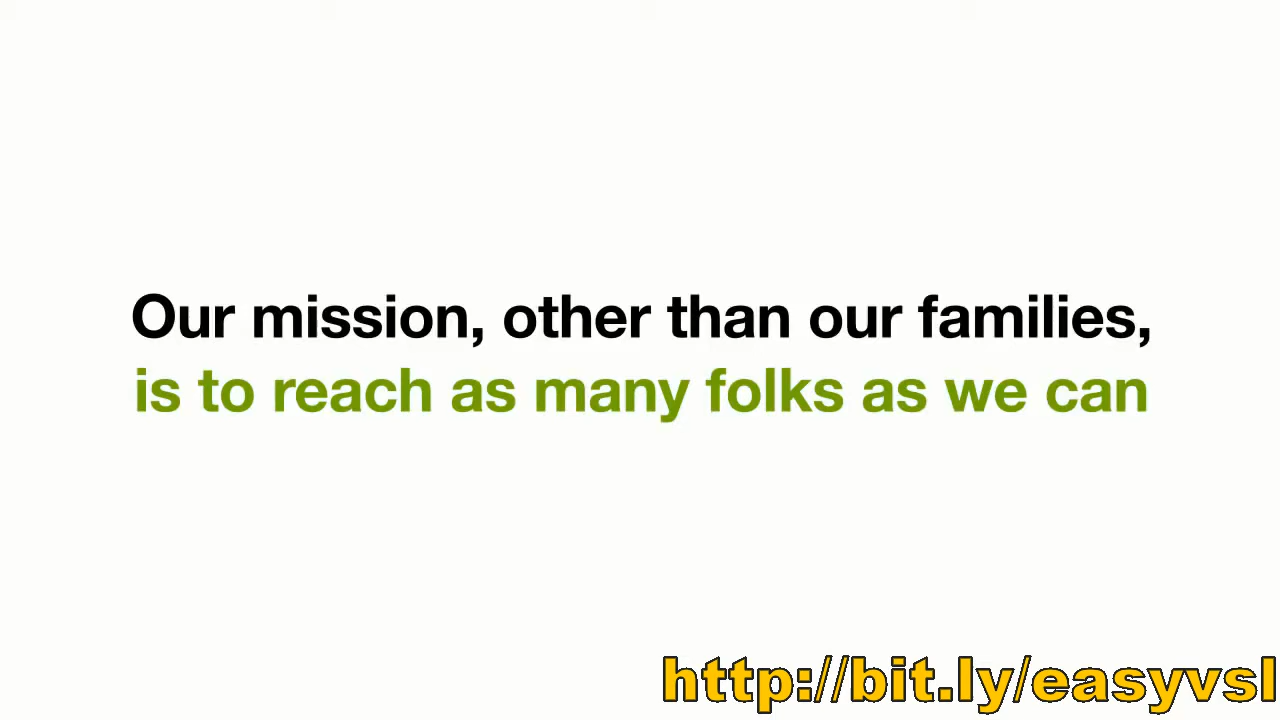 Our mission, other than our families,
is to reach as many folks as we can
http://bit.ly/easyvsl